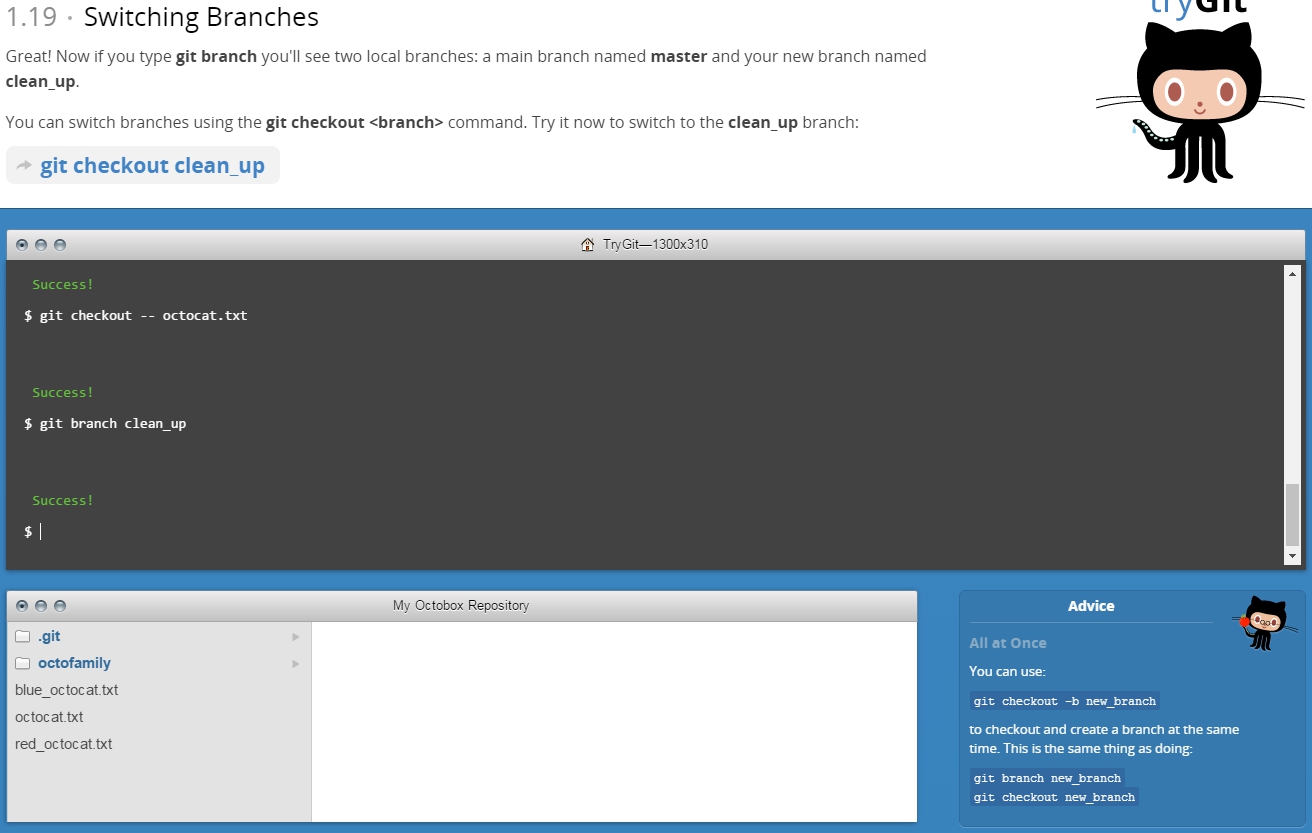 tryGit
1.19 · Switching Branches
Great! Now if you type git branch you'll see two local branches: a main branch named master and your new branch named
clean_up.
You can switch branches using the git checkout <branch> command. Try it now to switch to the clean_up branch:
git checkout clean_up
TryGit—1300x310
Success!
$ git checkout -- octocat.txt
Success!
$ git branch clean_up
Success!
$
My Octobox Repository
.git
octofamily
blue_octocat.txt
octocat.txt
red_octocat.txt
Advice
All at Once
You can use:
git checkout -b new_branch
to checkout and create a branch at the same
time. This is the same thing as doing:
git branch new_branch
git checkout new_branch